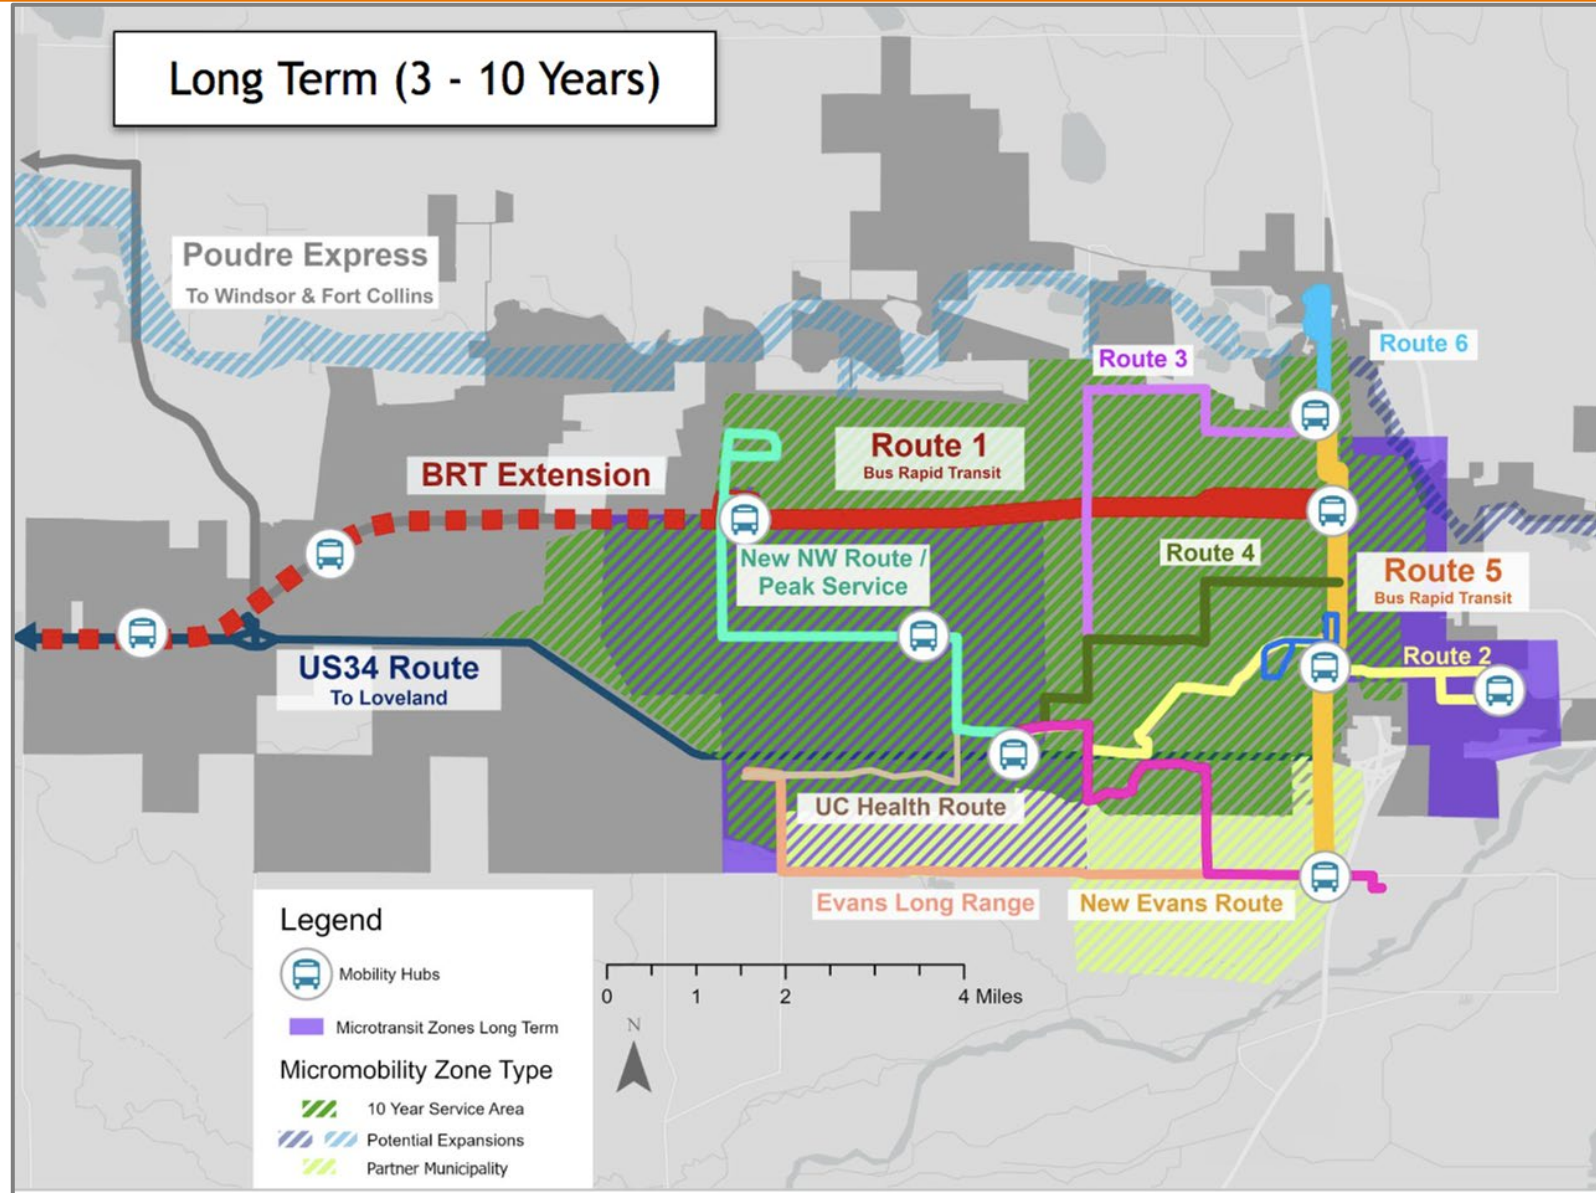 Long Term (3 - 10 Years)
Poudre Express
To Windsor & Fort Collins
Route 6
Route 3
Route 1
Bus Rapid Transit
BRT Extension
Route 4
New NW Route /
Peak Service
Route 5
Bus Rapid Transit
Route 2
US34 Route
To Loveland
UC Health Route
Evans Long Range
New Evans Route
Legend
Mobility Hubs
Microtransit Zones Long Term
Micromobility Zone Type
10 Year Service Area
Potential Expansions
Partner Municipality
0 1 2 4 Miles
N